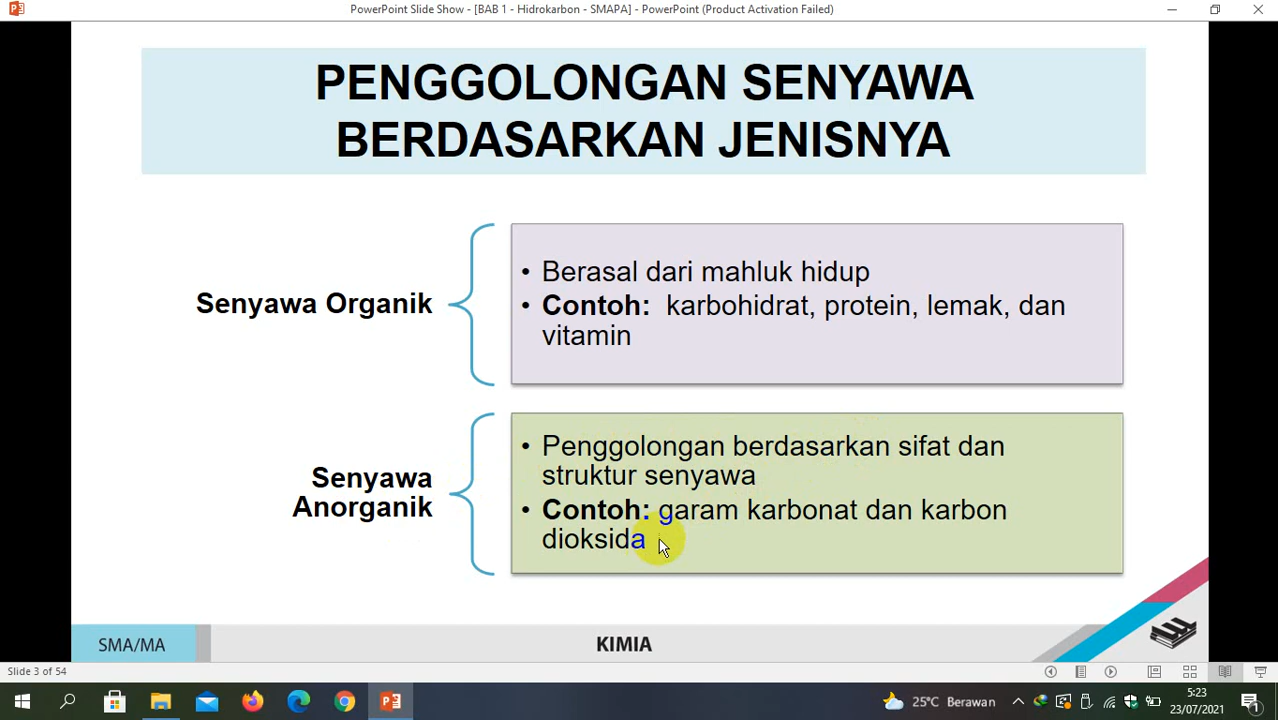 PowerPoint Slide Show - [BAB 1 - Hidrokarbon - SMAPA] - PowerPoint (Product Activation Failed)
PENGGOLONGAN SENYAWA
BERDASARKAN JENISNYA
Senyawa Organik
• Berasal dari mahluk hidup
• Contoh: karbohidrat, protein, lemak, dan
vitamin
Senyawa
Anorganik
• Penggolongan berdasarkan sifat dan
struktur senyawa
• Contoh: garam karbonat dan karbon
dioksida
SMA/MA
KIMIA
Slide 3 of 54
25°C Berawan
5:23
23/07/2021
1